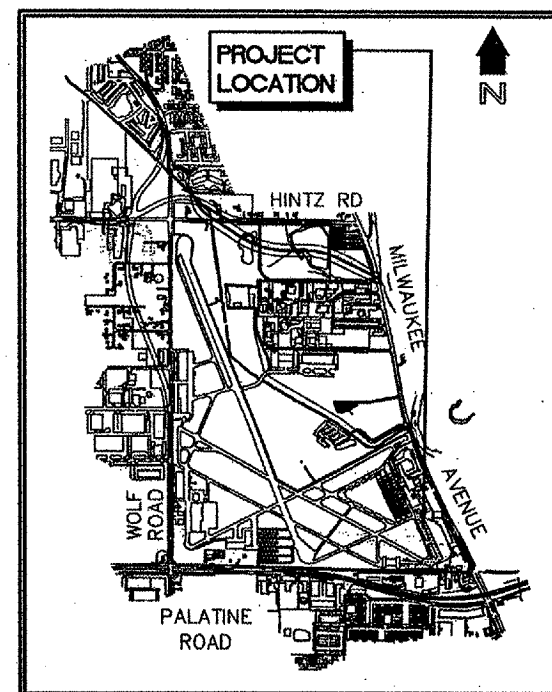 PROJECT
LOCATION
N
HINTZ RD
MILWAUKEE
AVENUE
WOLF
ROAD
PALATINE
ROAD